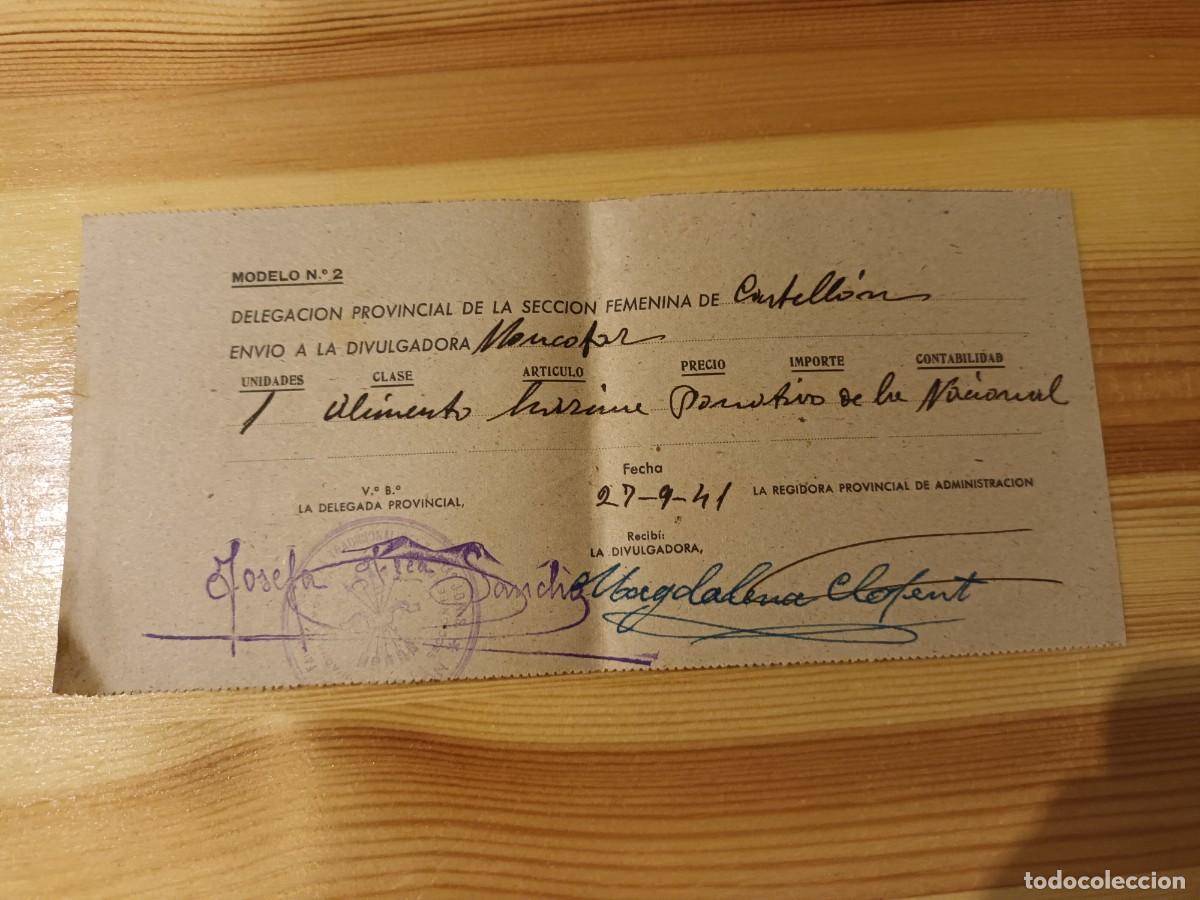 MODELO N.º 2
DELEGACION PROVINCIAL DE LA SECCION FEMENINA DE Castellón
ENVIO A LA DIVULGADORA Moncofar
UNIDADES CLASE ARTICULO PRECIO IMPORTE CONTABILIDAD
1 Alimento Donativo de la Nacional
Fecha
V.º B.º
LA DELEGADA PROVINCIAL,
27-9-41
LA REGIDORA PROVINCIAL DE ADMINISTRACION
Recibí:
LA DIVULGADORA,
Josefa Sancho
Magdalena Clofent
todocoleccion